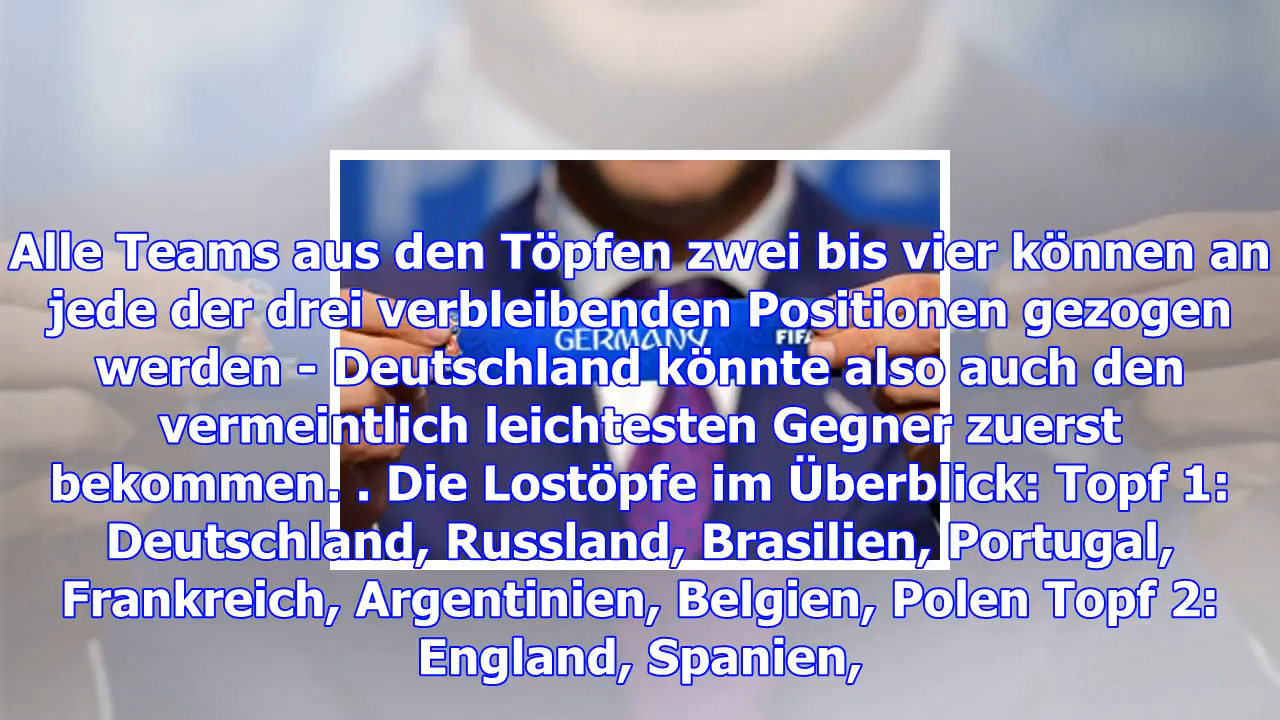 Alle Teams aus den Töpfen zwei bis vier können an
jede der drei verbleibenden Positionen gezogen
werden - Deutschland könnte also auch den
vermeintlich leichtesten Gegner zuerst
bekommen. . Die Lostöpfe im Überblick: Topf 1:
Deutschland, Russland, Brasilien, Portugal,
Frankreich, Argentinien, Belgien, Polen Topf 2:
England, Spanien,
GERMANY
FIFA